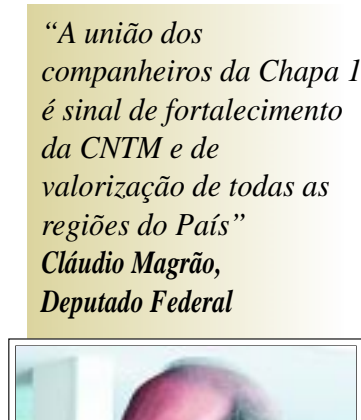 “A união dos
companheiros da Chapa 1
é sinal de fortalecimento
da CNTM e de
valorização de todas as
regiões do País”
Cláudio Magrão,
Deputado Federal